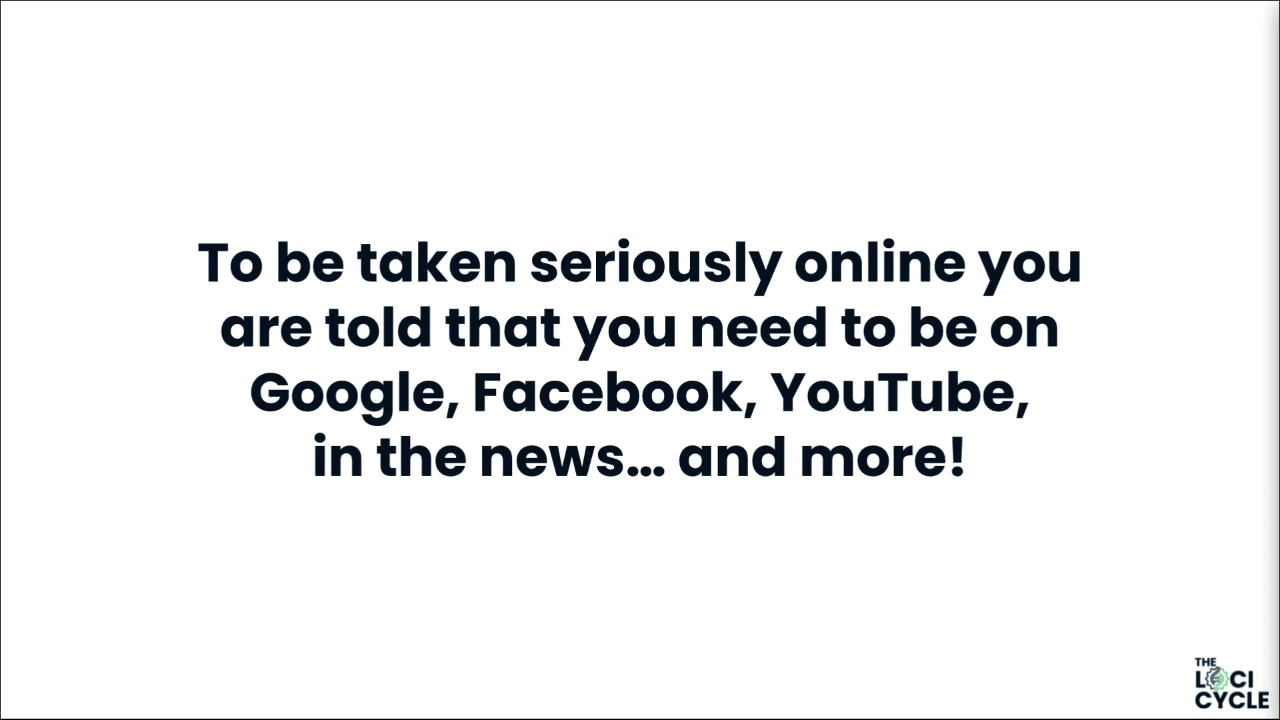 To be taken seriously online you
are told that you need to be on
Google, Facebook, YouTube,
in the news... and more!
THE
LOCI
CYCLE